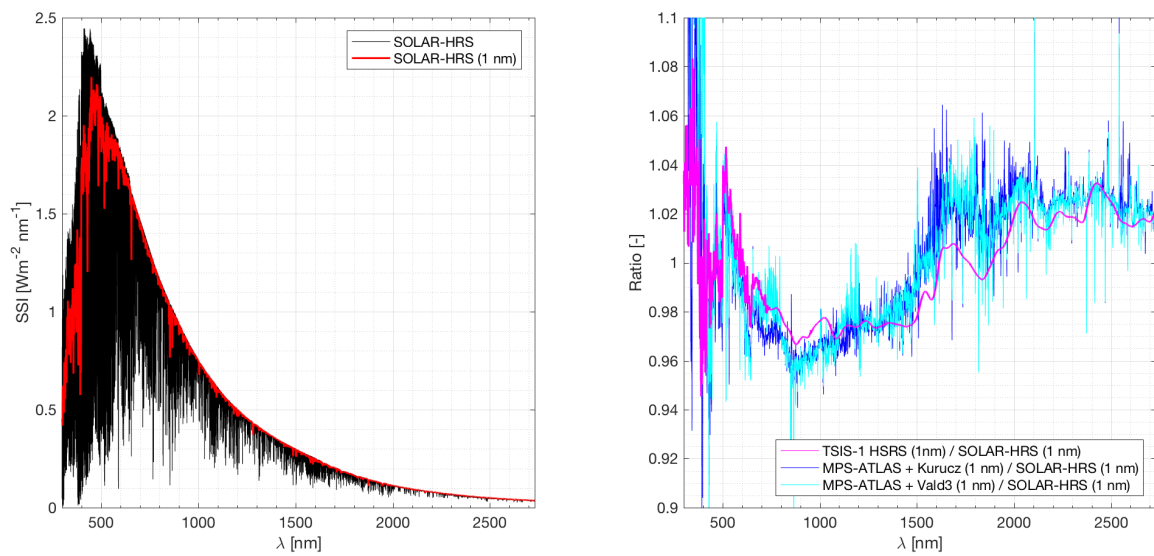 SOLAR-HRS
SOLAR-HRS (1 nm)
SSI [Wm-2 nm-1]
2.5
2
1.5
1
0.5
0
500 1000 1500 2000 2500
λ [nm]
1.1
1.08
1.06
1.04
1.02
1
0.98
0.96
0.94
0.92
0.9
Ratio [-]
TSIS-1 HSRS (1nm) / SOLAR-HRS (1 nm)
MPS-ATLAS + Kurucz (1 nm) / SOLAR-HRS (1 nm)
MPS-ATLAS + Vald3 (1 nm) / SOLAR-HRS (1 nm)
500 1000 1500 2000 2500
λ [nm]